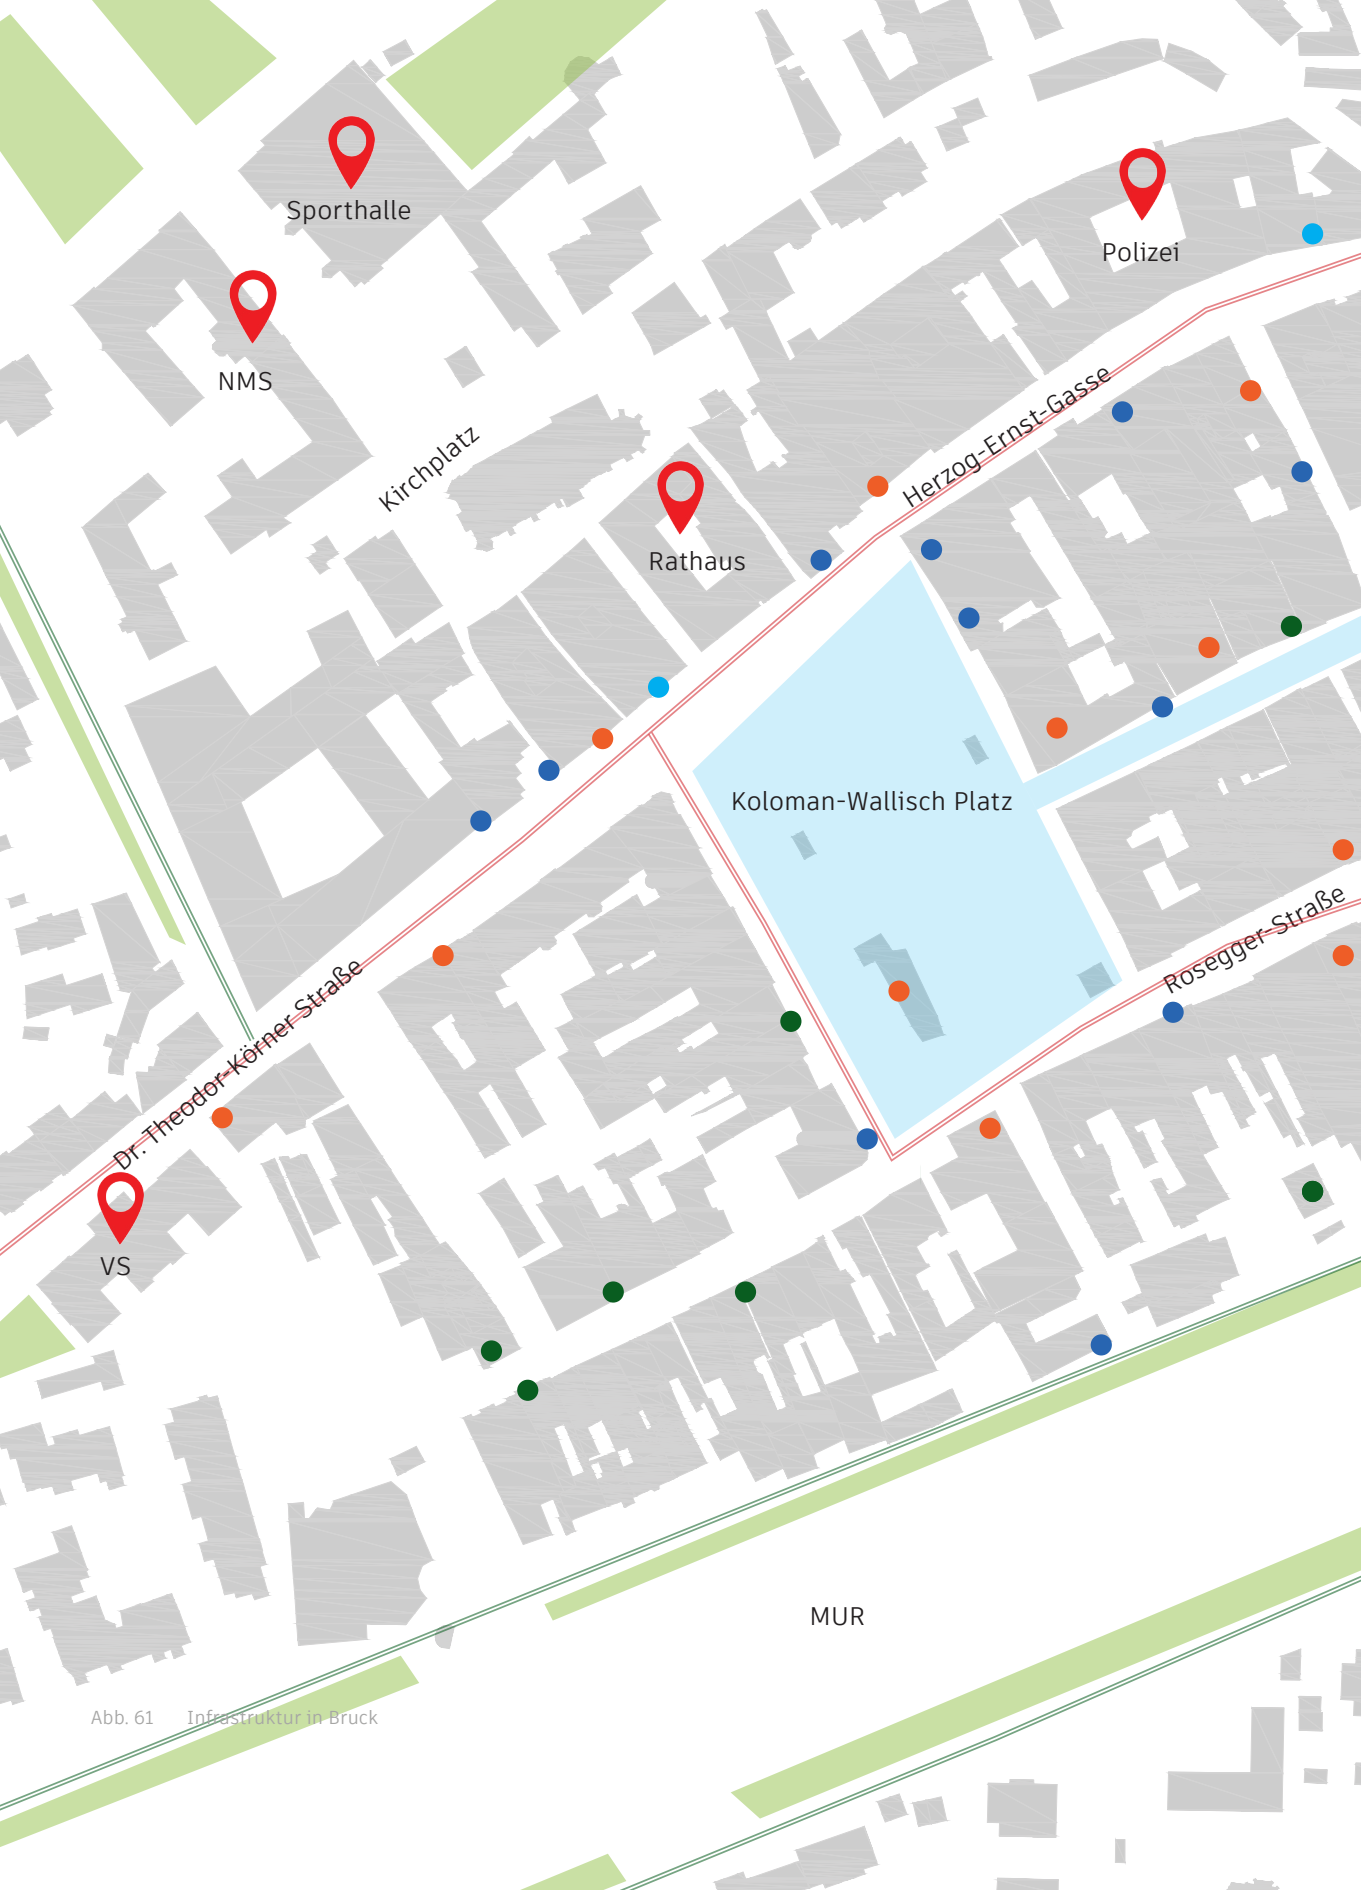 Sporthalle
Polizei
NMS
Herzog-Ernst-Gasse
Kirchplatz
Rathaus
Koloman-Wallisch Platz
Rosegger-Straße
Dr. Theodor-Körner Straße
VS
MUR
Abb. 61 Infrastruktur in Bruck